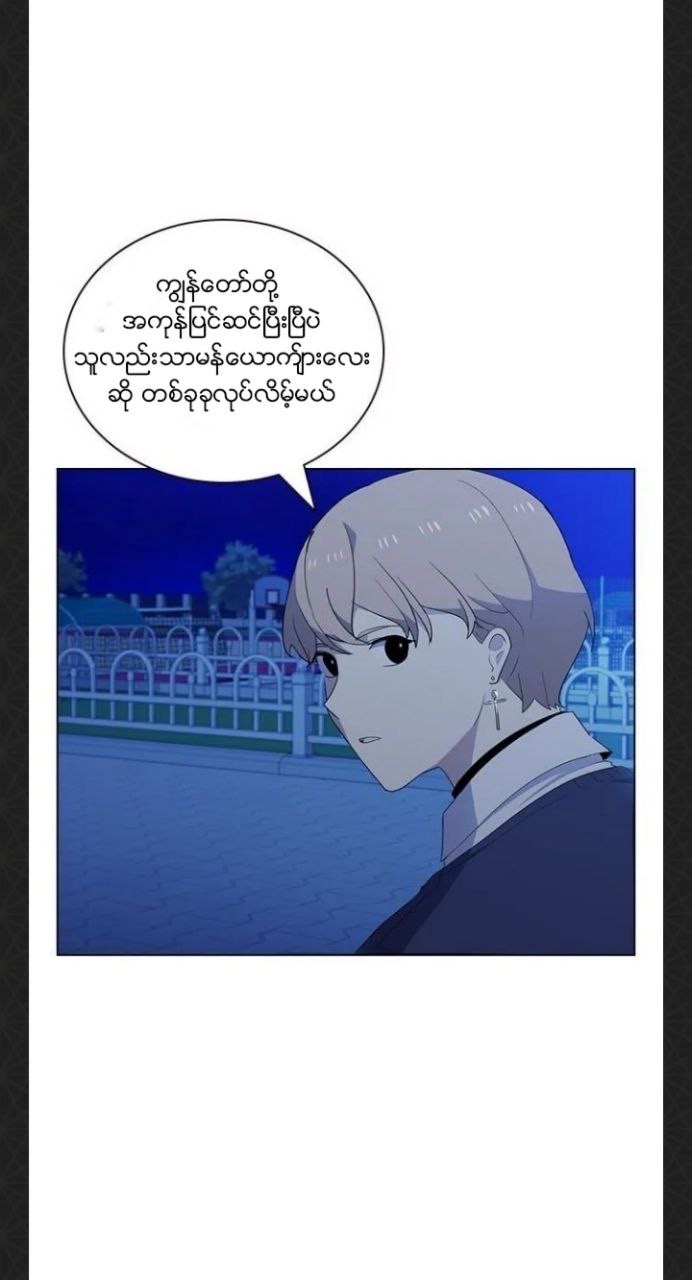 ကျွန်တော်တို့
အကုန်ပြင်ဆင်ပြီးပြီပဲ
သူလည်းသာမန်ယောကျ်ားလေး
ဆို တစ်ခုခုလုပ်လိမ့်မယ်